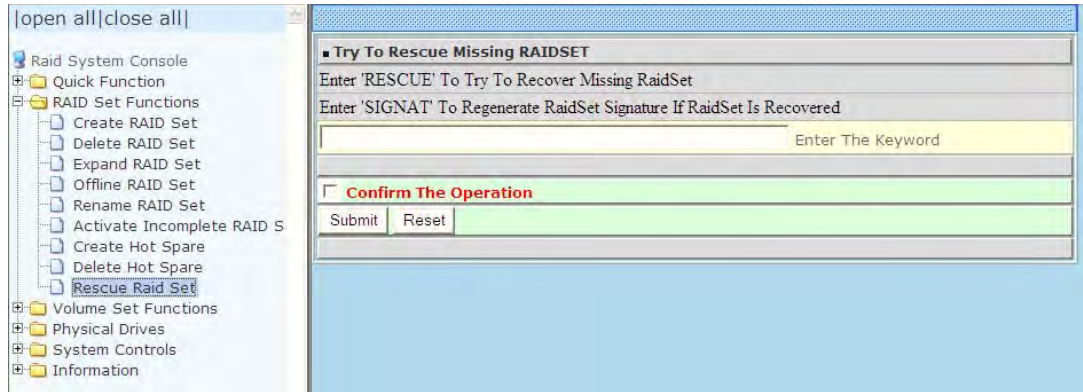 |open all|close all|
Raid System Console
Quick Function
RAID Set Functions
Create RAID Set
Delete RAID Set
Expand RAID Set
Offline RAID Set
Rename RAID Set
Activate Incomplete RAID S
Create Hot Spare
Delete Hot Spare
Rescue Raid Set
Volume Set Functions
Physical Drives
System Controls
Information
Try To Rescue Missing RAIDSET
Enter 'RESCUE' To Try To Recover Missing RaidSet
Enter 'SIGNAT' To Regenerate RaidSet Signature If RaidSet Is Recovered
Enter The Keyword
Confirm The Operation
Submit Reset